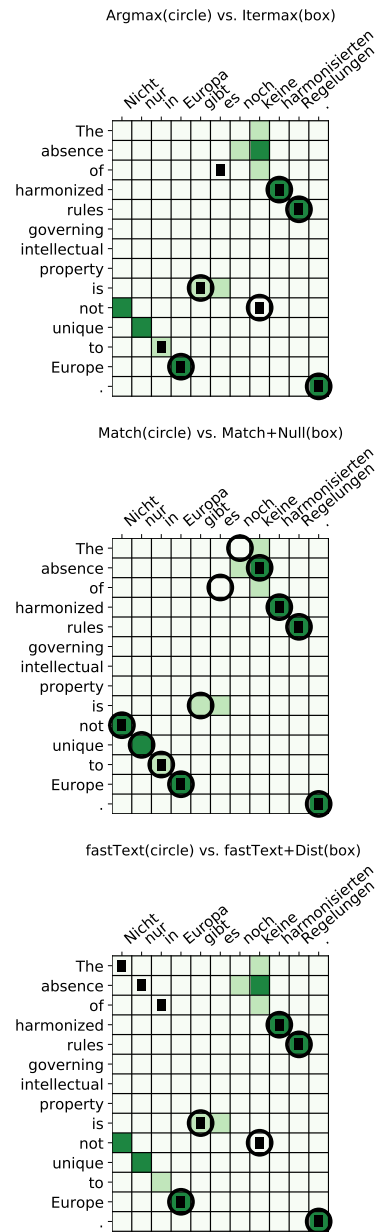 Argmax(circle) vs. Itermax(box)
Nicht nur in Europa gibt es noch keine harmonisierten Regelungen .
The
absence
of
harmonized
rules
governing
intellectual
property
is
not
unique
to
Europe
.
Match(circle) vs. Match+Null(box)
Nicht nur in Europa gibt es noch keine harmonisierten Regelungen .
The
absence
of
harmonized
rules
governing
intellectual
property
is
not
unique
to
Europe
.
fastText(circle) vs. fastText+Dist(box)
Nicht nur in Europa gibt es noch keine harmonisierten Regelungen .
The
absence
of
harmonized
rules
governing
intellectual
property
is
not
unique
to
Europe
.